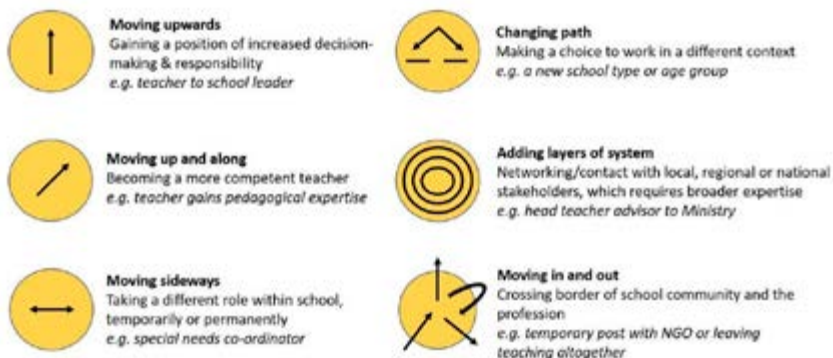 Moving upwards
Gaining a position of increased decision-
making & responsibility
e.g. teacher to school leader
Moving up and along
Becoming a more competent teacher
e.g. teacher gains pedagogical expertise
Moving sideways
Taking a different role within school,
temporarily or permanently
e.g. special needs co-ordinator
Changing path
Making a choice to work in a different context
e.g. a new school type or age group
Adding layers of system
Networking/contact with local, regional or national
stakeholders, which requires broader expertise
e.g. head teacher advisor to Ministry
Moving in and out
Crossing border of school community and the
profession
e.g. temporary post with NGO or leaving
teaching altogether